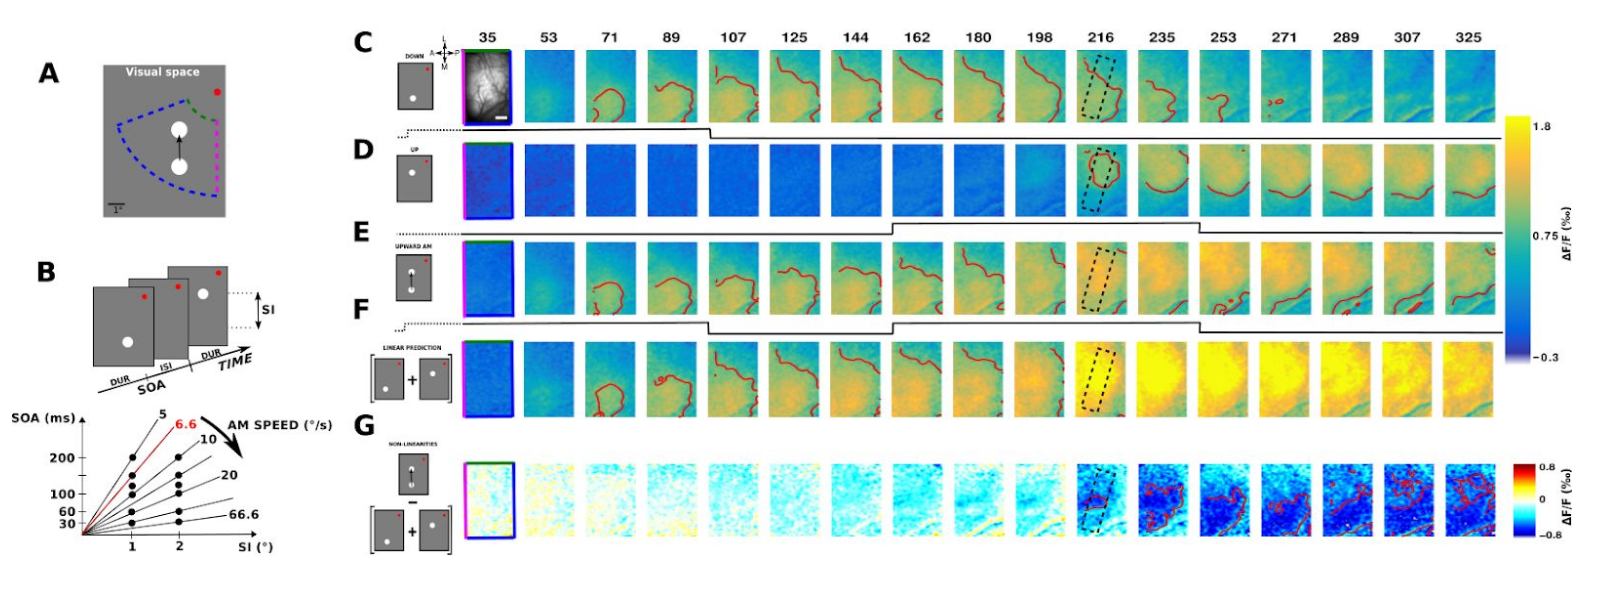 A
Visual space
1°
B
SI
DUR
ISI
DUR
SOA
TIME
SOA (ms)
5
6.6
AM SPEED (°/s)
10
200
20
100
60
30
66.6
1
2
SI (°)
C
35
53
71
89
107
125
144
162
180
198
216
235
253
271
289
307
325
DOWN
L
A
P
M
D
UP
E
UPWARD AM
F
LINEAR PREDICTION
+
G
NON-LINEARITIES
−
+
1.8
0.75
−0.3
ΔF/F (‰)
0.8
0
−0.8
ΔF/F (‰)